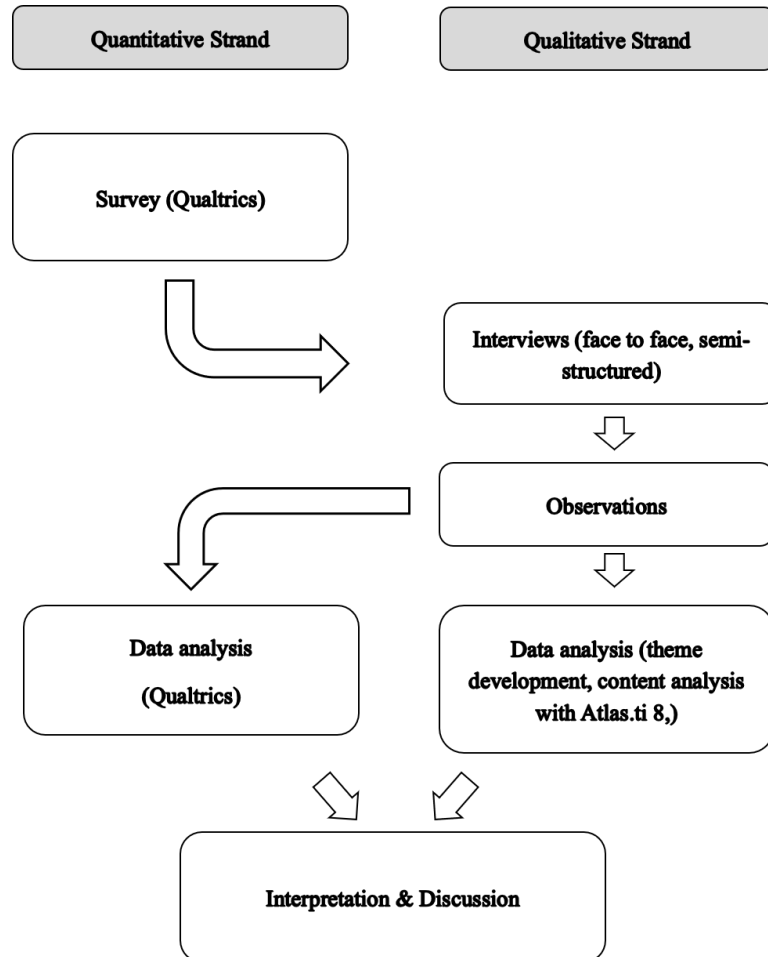 Quantitative Strand
Qualitative Strand
Survey (Qualtrics)
Interviews (face to face, semi-
structured)
Observations
Data analysis
(Qualtrics)
Data analysis (theme
development, content analysis
with Atlas.ti 8,)
Interpretation & Discussion